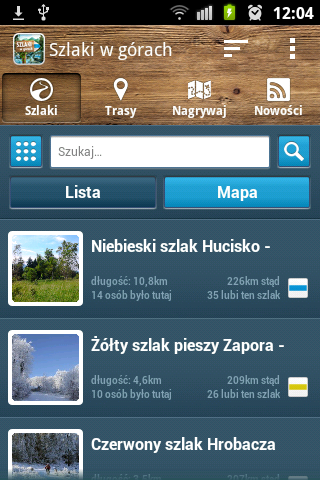 12:04
SZLAKI
w górach
Szlaki w górach
Szlaki
Trasy
Nagrywaj
Nowości
Szukaj...
Lista
Mapa
Niebieski szlak Hucisko -
długość: 10,8km
226km stąd
14 osób było tutaj
35 lubi ten szlak
Żółty szlak pieszy Zapora -
długość: 4,6km
209km stąd
10 osób było tutaj
26 lubi ten szlak
Czerwony szlak Hrobacza